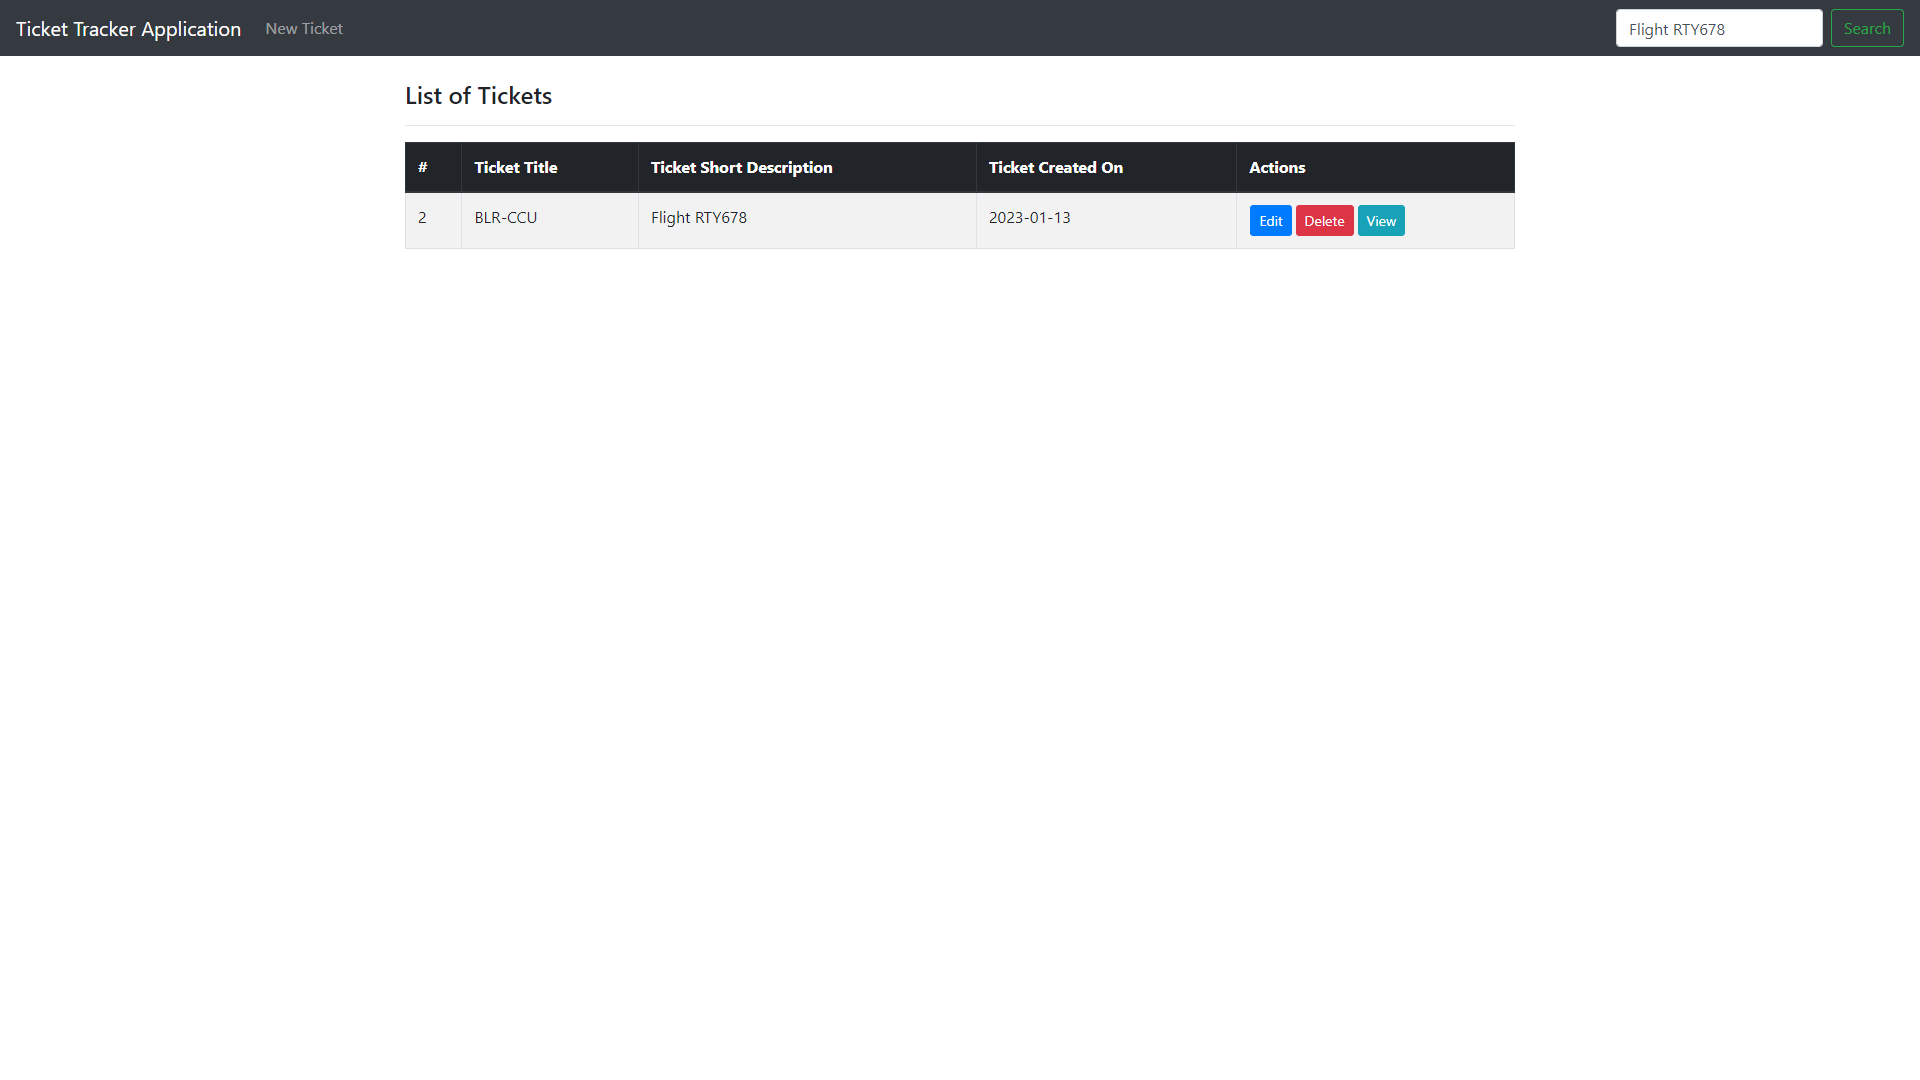 Ticket Tracker Application New Ticket Flight RTY678 Search
List of Tickets
# Ticket Title Ticket Short Description Ticket Created On Actions
2 BLR-CCU Flight RTY678 2023-01-13 Edit Delete View